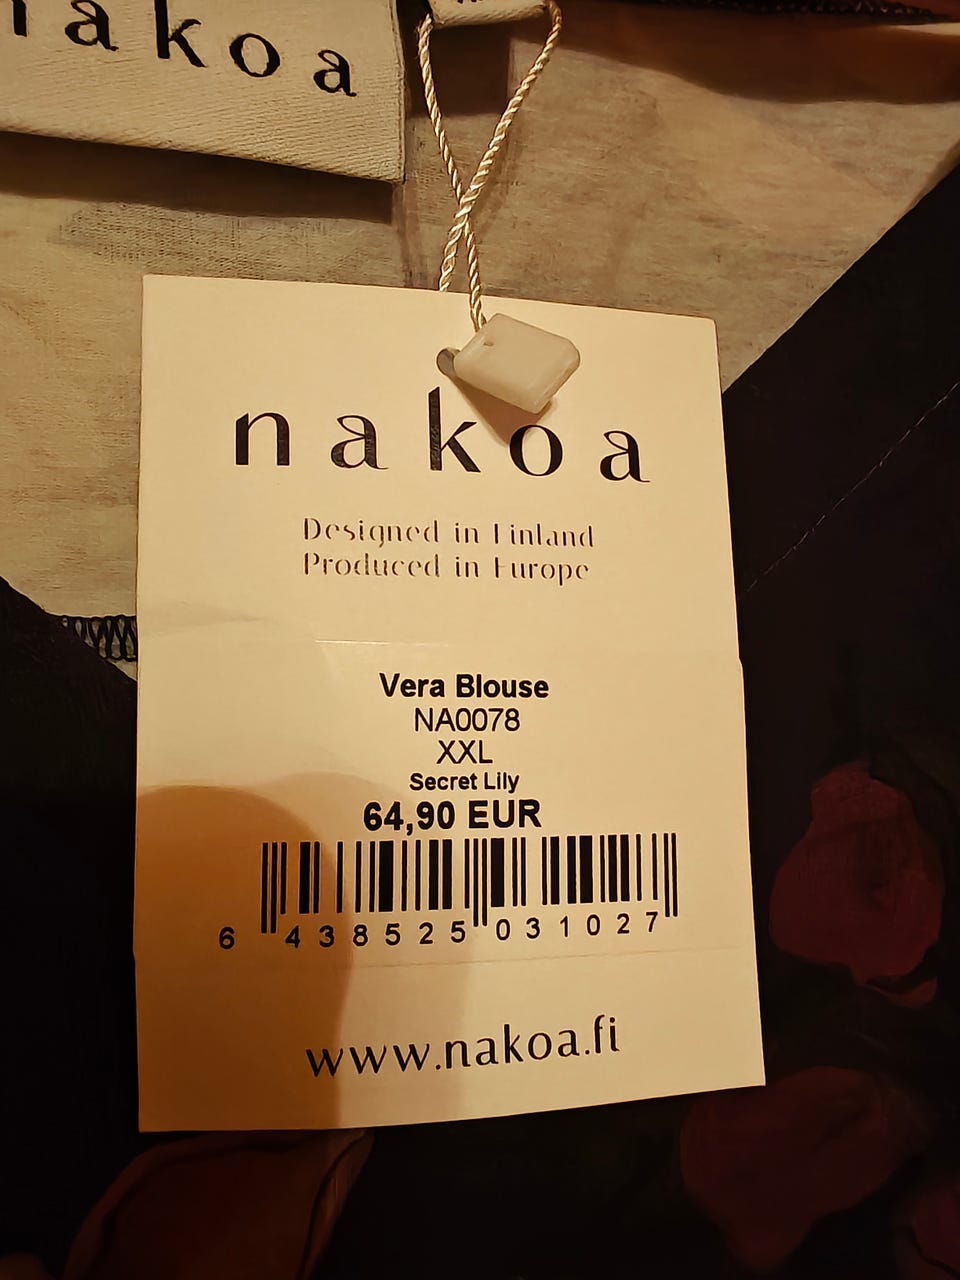 nakoa
nakoa
Designed in Finland
Produced in Europe
Vera Blouse
NA0078
XXL
Secret Lily
64,90 EUR
6 438525 031027
www.nakoa.fi